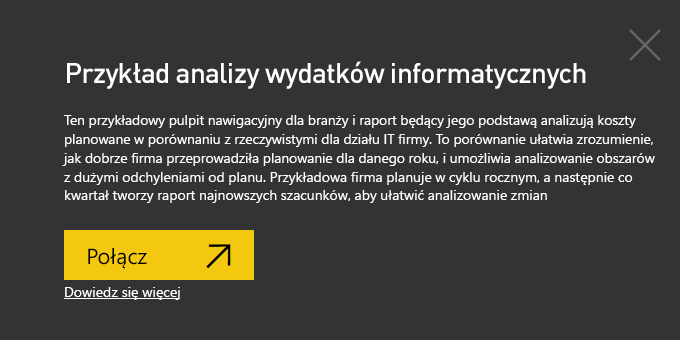 Przykład analizy wydatków informatycznych
Ten przykładowy pulpit nawigacyjny dla branży i raport będący jego podstawą analizują koszty
planowane w porównaniu z rzeczywistymi dla działu IT firmy. To porównanie ułatwia zrozumienie,
jak dobrze firma przeprowadziła planowanie dla danego roku, i umożliwia analizowanie obszarów
z dużymi odchyleniami od planu. Przykładowa firma planuje w cyklu rocznym, a następnie co
kwartał tworzy raport najnowszych szacunków, aby ułatwić analizowanie zmian
Połącz
Dowiedz się więcej